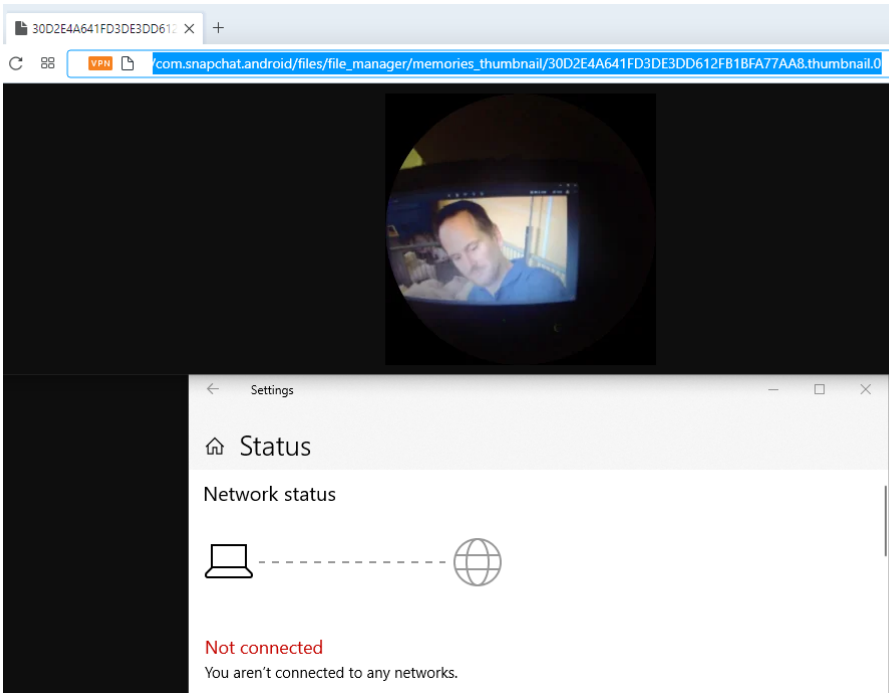 30D2E4A641FD3DE3DD612
VPN /com.snapchat.android/files/file_manager/memories_thumbnail/30D2E4A641FD3DE3DD612FB1BFA77AA8.thumbnail.0
Settings
Status
Network status
Not connected
You aren't connected to any networks.